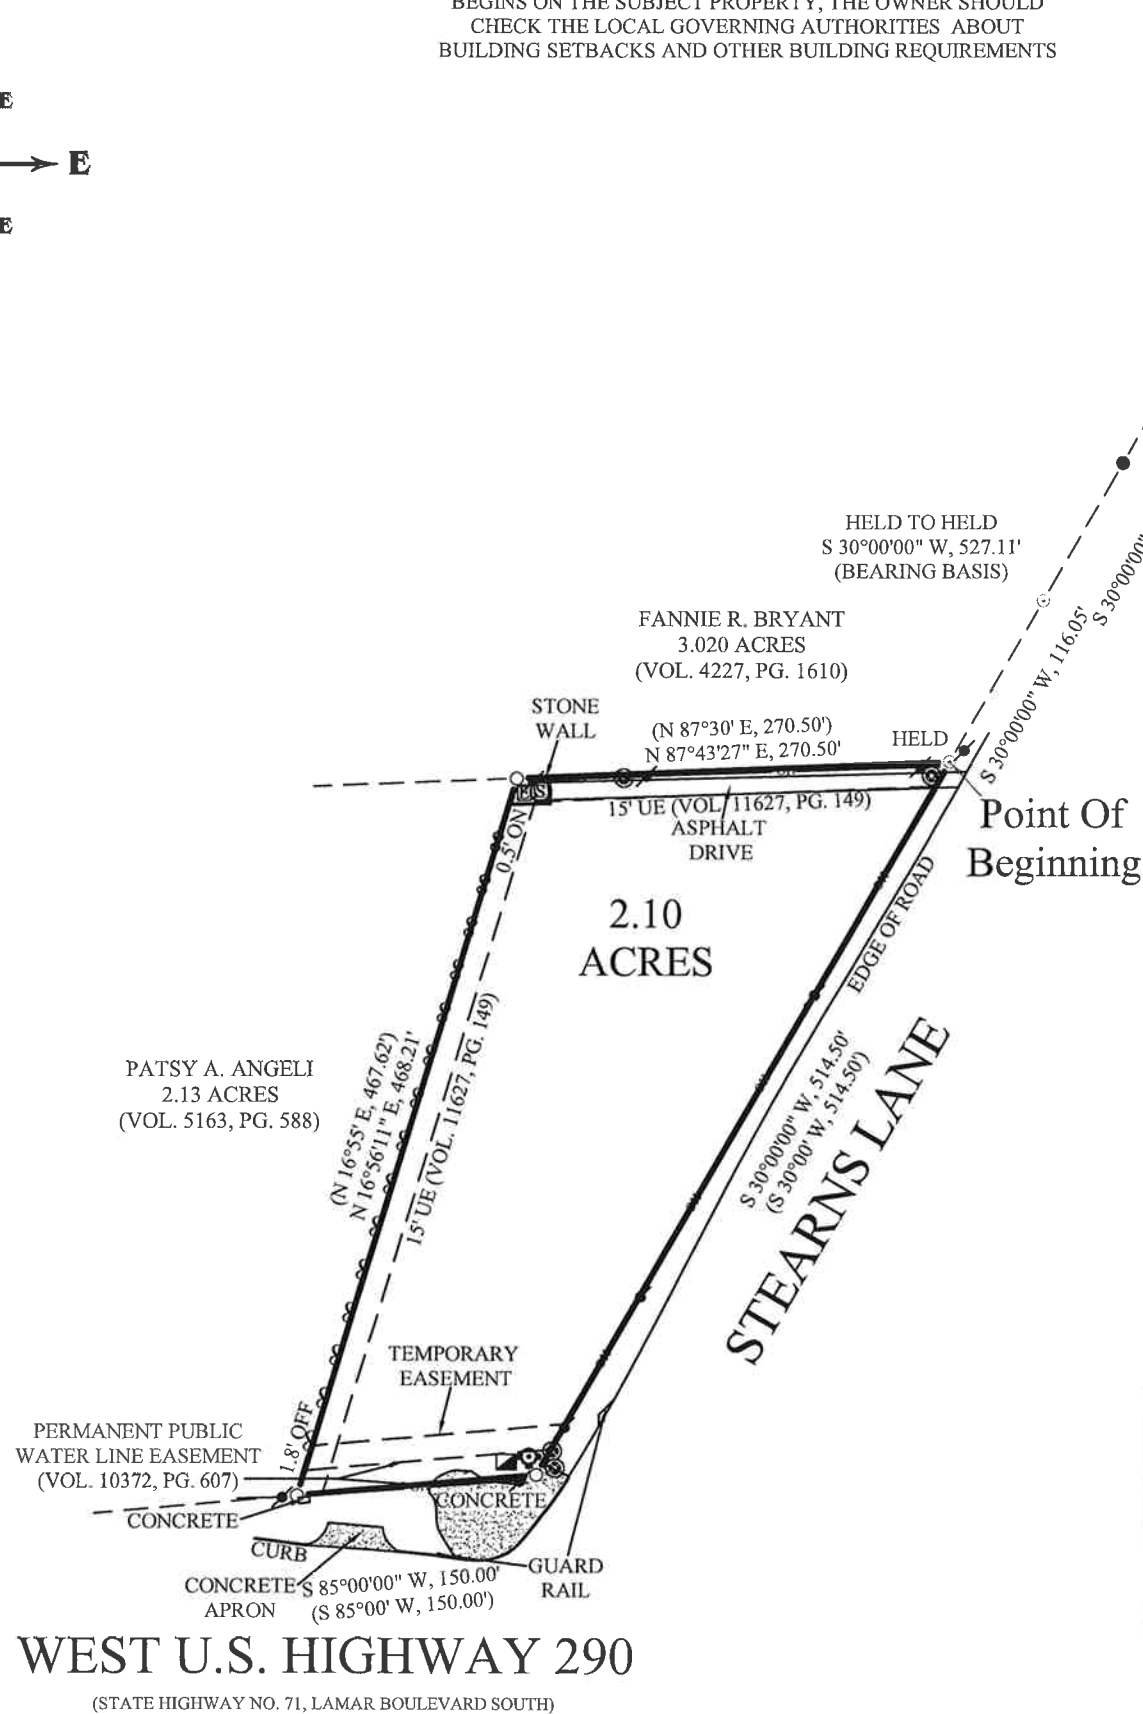 BEGINS ON THE SUBJECT PROPERTY, THE OWNER SHOULD
CHECK THE LOCAL GOVERNING AUTHORITIES ABOUT
BUILDING SETBACKS AND OTHER BUILDING REQUIREMENTS
E
E
E
HELD TO HELD
S 30°00'00" W, 527.11'
(BEARING BASIS)
S 30°00'00"
S 30°00'00" W, 116.05'
FANNIE R. BRYANT
3.020 ACRES
(VOL. 4227, PG. 1610)
STONE
WALL
(N 87°30' E, 270.50')
N 87°43'27" E, 270.50'
HELD
E S
15' UE (VOL. 11627, PG. 149)
ASPHALT
DRIVE
Point Of
Beginning
0.5' ON
2.10
ACRES
EDGE OF ROAD
PATSY A. ANGELI
2.13 ACRES
(VOL. 5163, PG. 588)
(N 16°55' E, 467.62')
N 16°56'11" E, 468.21'
15' UE (VOL. 11627, PG. 149)
S 30°00'00" W, 514.50'
(S 30°00' W, 514.50')
STEARNS LANE
TEMPORARY
EASEMENT
1.8' OFF
PERMANENT PUBLIC
WATER LINE EASEMENT
(VOL. 10372, PG. 607)
CONCRETE
CONCRETE
CURB
GUARD
RAIL
CONCRETE
APRON
S 85°00'00" W, 150.00'
(S 85°00' W, 150.00')
WEST U.S. HIGHWAY 290
(STATE HIGHWAY NO. 71, LAMAR BOULEVARD SOUTH)